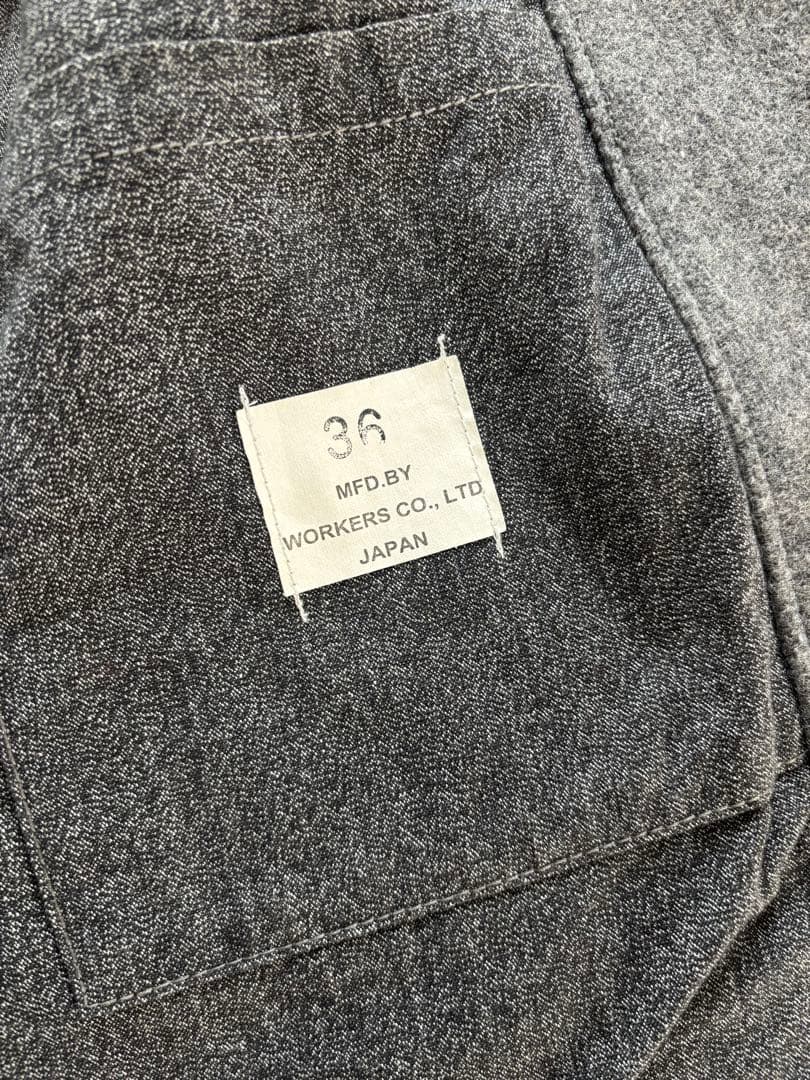 36
MFD.BY
WORKERS CO., LTD
JAPAN